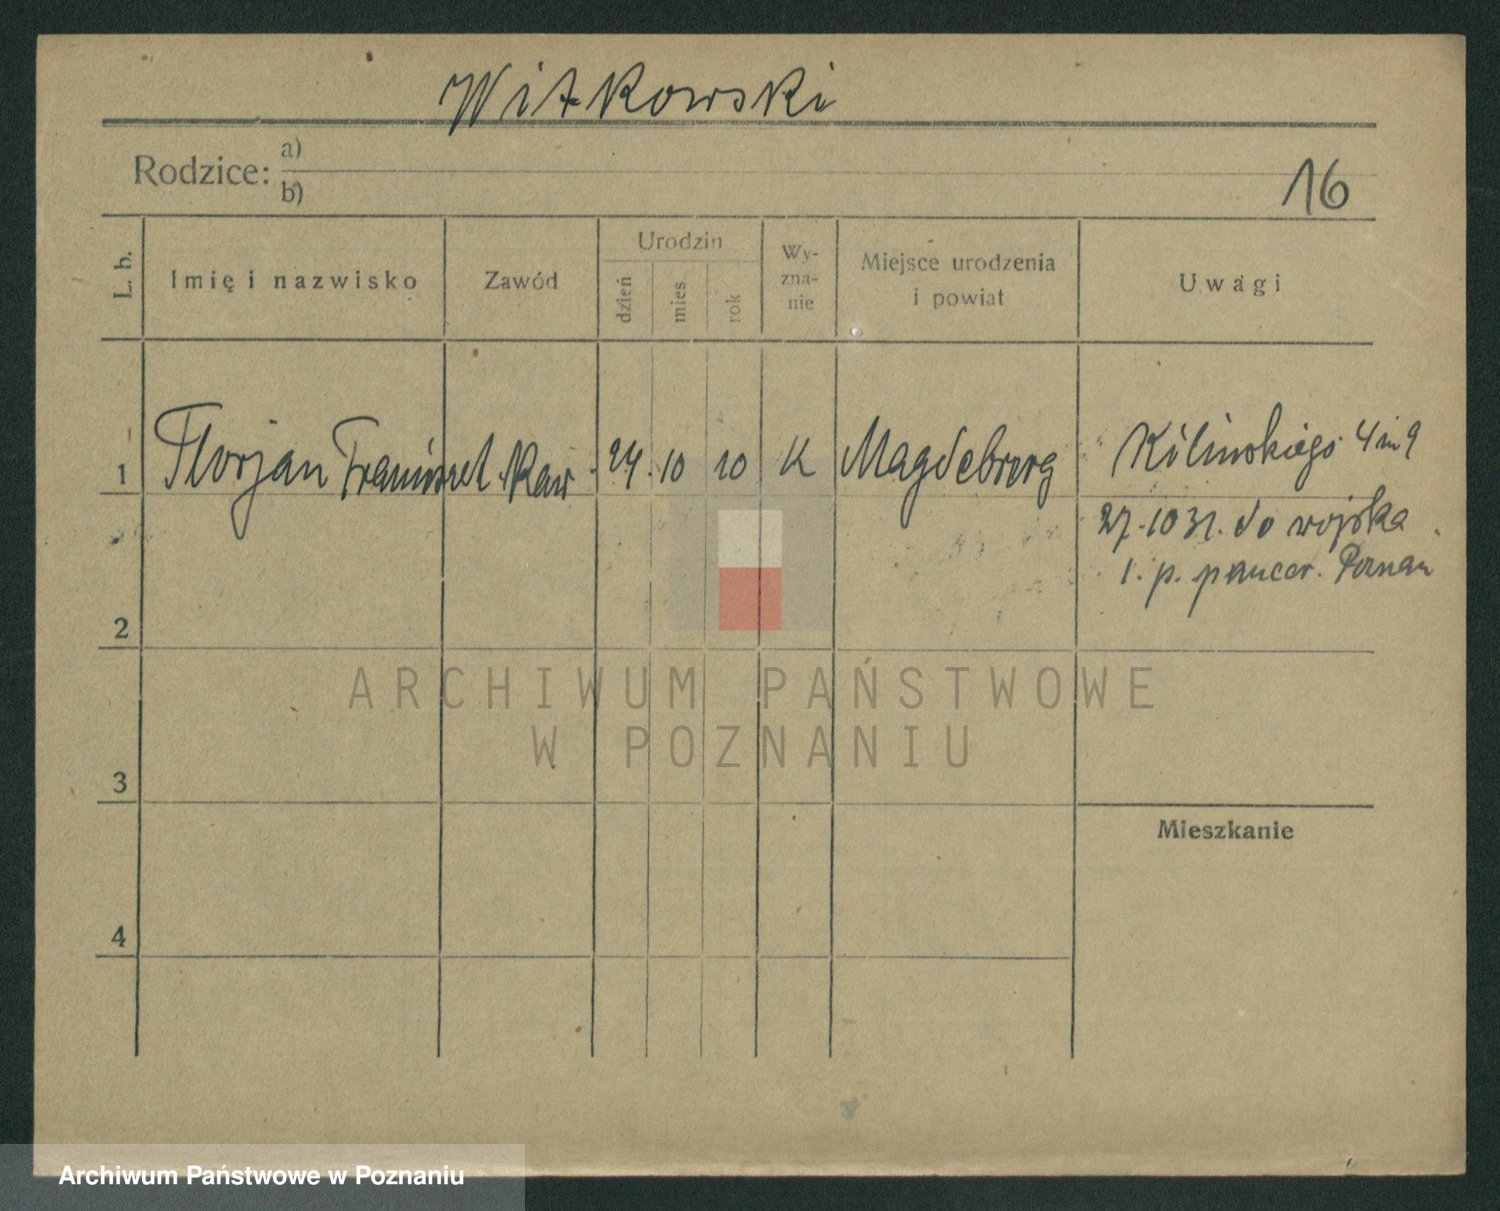 Witkowski
Rodzice: a)
b)
16
L. b.
Imię i nazwisko
Zawód
Urodzin
dzień
mies.
rok
Wy-
zna-
nie
Miejsce urodzenia
i powiat
Uwagi
1
Florjan Franciszek Kaw. 24. 10 10 K Magdeburg Kilinskiego 4 m 9
27. 10 31. do wojska
1. p. pancer. Poznań
2
3
4
Mieszkanie
ARCHIWUM PAŃSTWOWE
W POZNANIU
Archiwum Państwowe w Poznaniu